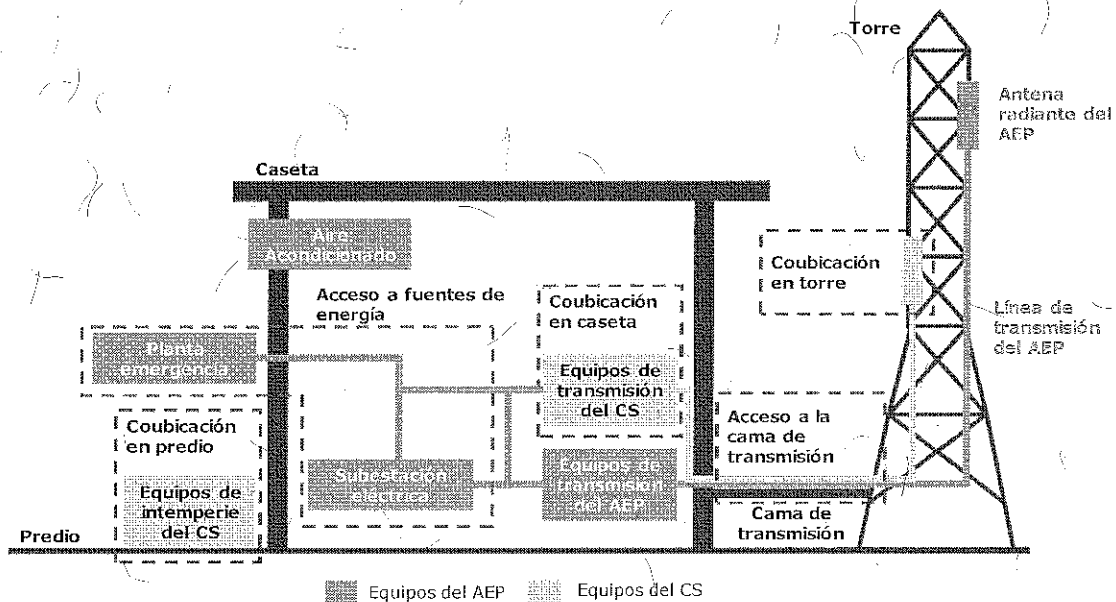 Torre
Antena
radiante del
AEP
Caseta
Aire
Acondicionado
Coubicación
en torre
Acceso a fuentes de
energía
Coubicación
en caseta
Línea de
transmisión
del AEP
Planta
emergencia
Equipos de
transmisión
del CS
Coubicación
en predio
Acceso a la
cama de
transmisión
Subestación
eléctrica
Equipos de
transmisión
del AEP
Equipos de
intemperie
del CS
Cama de
transmisión
Predio
Equipos del AEP
Equipos del CS